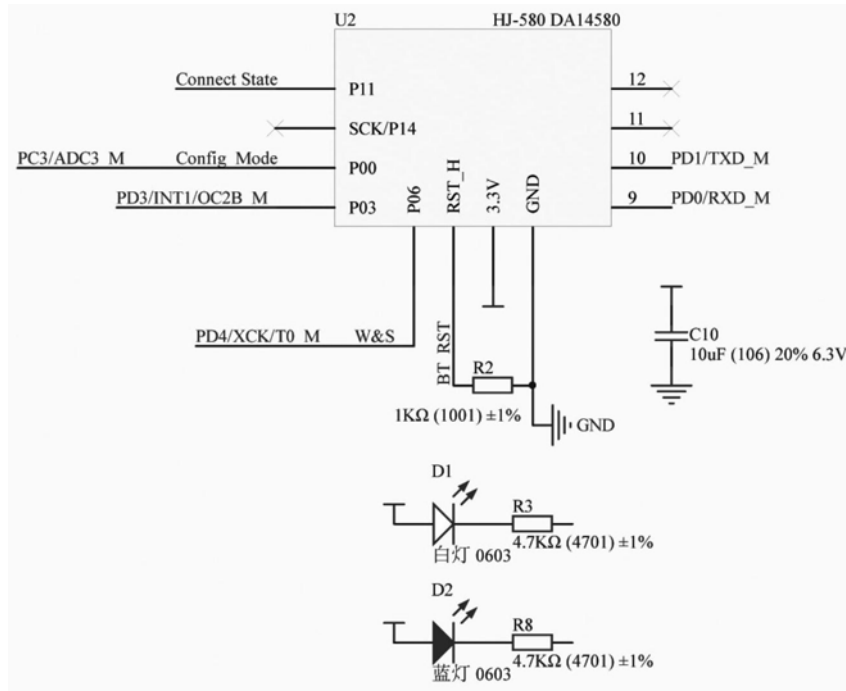 U2
HJ-580 DA14580
Connect State
P11
12
SCK/P14
11
PC3/ADC3_M
Config_Mode
P00
10
PD1/TXD_M
PD3/INT1/OC2B_M
P03
9
PD0/RXD_M
P06
RST_H
3.3V
GND
PD4/XCK/T0_M
W&S
BT_RST
R2
1KΩ (1001) ±1%
GND
C10
10uF (106) 20% 6.3V
D1
R3
4.7KΩ (4701) ±1%
白灯 0603
D2
R8
4.7KΩ (4701) ±1%
蓝灯 0603